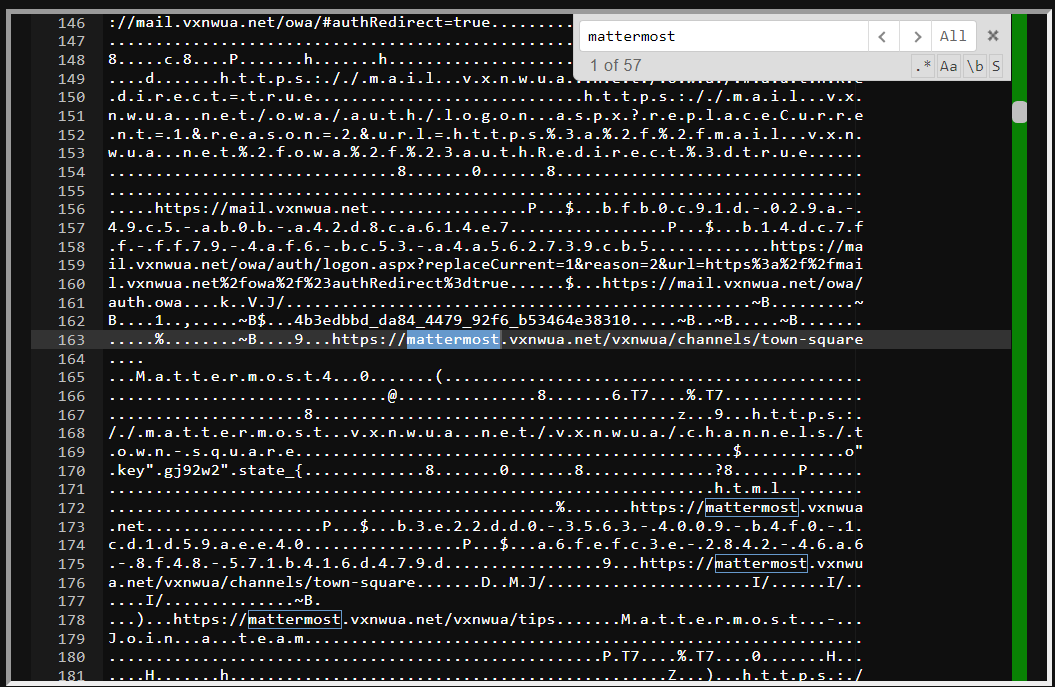 mattermost
All
1 of 57
.* Aa \b S
146 ://mail.vxnwua.net/owa/#authRedirect=true.........
147 .................................................
148 8.....c.8....P.......h.......h....................
149 ....d.......h.t.t.p.s.:././.m.a.i.l...v.x.n.w.u.a...n.e.t./.o.w.a./.?.m.o.d.e
150 .d.i.r.e.c.t.=.t.r.u.e.............................h.t.t.p.s.:././.m.a.i.l...v.x.
151 n.w.u.a...n.e.t./.o.w.a./.a.u.t.h./.l.o.g.o.n...a.s.p.x.?.r.e.p.l.a.c.e.C.u.r.r.e
152 .n.t.=.1.&.r.e.a.s.o.n.=.2.&.u.r.l.=.h.t.t.p.s.%.3.a.%.2.f.%.2.f.m.a.i.l...v.x.n.
153 w.u.a...n.e.t.%.2.f.o.w.a.%.2.f.%.2.3.a.u.t.h.R.e.d.i.r.e.c.t.%.3.d.t.r.u.e......
154 ...............................8.......0.......8.................................
155 ................................................................................
156 .....https://mail.vxnwua.net.................P...$...b.f.b.0.c.9.1.d.-.0.2.9.a.-.
157 4.9.c.5.-.a.b.0.b.-.a.4.2.d.8.c.a.6.1.4.e.7.................P...$...b.1.4.d.c.7.f
158 .f.-.f.f.7.9.-.4.a.f.6.-.b.c.5.3.-.a.4.a.5.6.2.7.3.9.c.b.5.............https://ma
159 il.vxnwua.net/owa/auth/logon.aspx?replaceCurrent=1&reason=2&url=https%3a%2f%2fmai
160 l.vxnwua.net%2fowa%2f%23authRedirect%3dtrue......$...https://mail.vxnwua.net/owa/
161 auth.owa....k..V.J/.................................................~B.........~
162 B....1..,.....~B$...4b3edbbd_da84_4479_92f6_b53464e38310.....~B..~B.....~B.......
163 .....%........~B....9...https://mattermost.vxnwua.net/vxnwua/channels/town-square
164 ....
165 ...M.a.t.t.e.r.m.o.s.t.4...0.......(............................................
166 ..............................@...............8.......6.T7....%.T7...............
167 .....................8.......................................z...9...h.t.t.p.s.:.
168 /./.m.a.t.t.e.r.m.o.s.t...v.x.n.w.u.a...n.e.t./.v.x.n.w.u.a./.c.h.a.n.n.e.l.s./.t
169 .o.w.n.-.s.q.u.a.r.e...............................................$...........o"
170 .key".gj92w2".state_{.............8.......0.......8..............?8.......P......
171 .................................................................h.t.m.l.........
172 ................................................%.......https://mattermost.vxnwua
173 .net...................P...$...b.3.e.2.2.d.d.0.-.3.5.6.3.-.4.0.0.9.-.b.4.f.0.-.1.
174 c.d.1.d.5.9.a.e.e.4.0.................P...$...a.6.f.e.f.c.3.e.-.2.8.4.2.-.4.6.a.6
175 .-.8.f.4.8.-.5.7.1.b.4.1.6.d.4.7.9.d.................9...https://mattermost.vxnwu
176 a.net/vxnwua/channels/town-square.......D..M.J/......................I/......I/..
177 ....I/..............~B.
178 ...)...https://mattermost.vxnwua.net/vxnwua/tips.......M.a.t.t.e.r.m.o.s.t...-...
179 J.o.i.n...a...t.e.a.m............................................................
180 ....................................................P.T7....%.T7....0.......H...
181 ....H.......h..............................................Z...)...h.t.t.p.s.:./